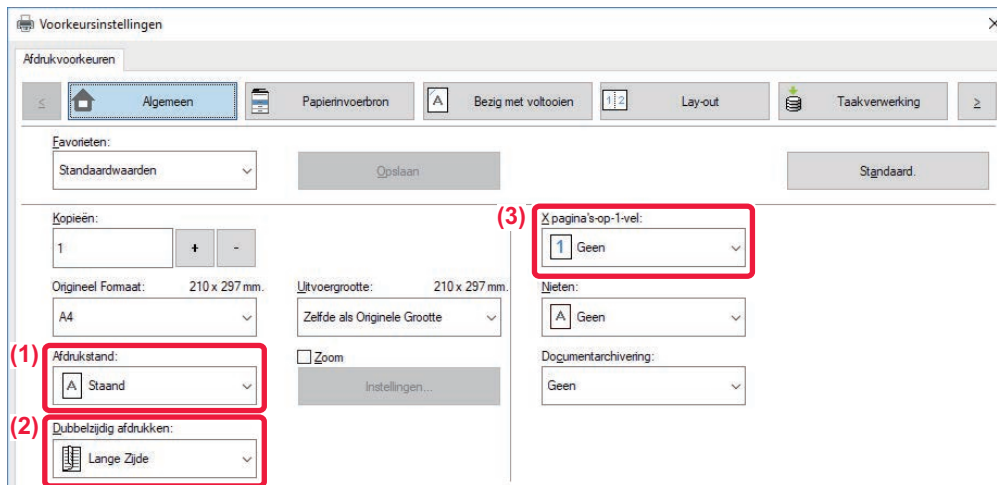 Voorkeursinstellingen
Afdrukvoorkeuren
< Algemeen Papierinvoerbron A Bezig met voltooien 1 2 Lay-out Taakverwerking >
Favorieten:
Standaardwaarden Opslaan Standaard.
Kopieën: (3) X pagina's-op-1-vel:
1 + - 1 Geen
Origineel Formaat: 210 x 297 mm. Uitvoergrootte: 210 x 297 mm. Nieten:
A4 Zelfde als Originele Grootte A Geen
(1) Afdrukstand: Zoom Documentarchivering:
A Staand Instellingen... Geen
(2) Dubbelzijdig afdrukken:
Lange Zijde